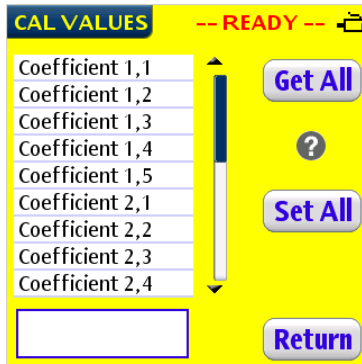 CAL VALUES -- READY --
Coefficient 1,1
Coefficient 1,2
Coefficient 1,3
Coefficient 1,4
Coefficient 1,5
Coefficient 2,1
Coefficient 2,2
Coefficient 2,3
Coefficient 2,4
Get All
?
Set All
Return